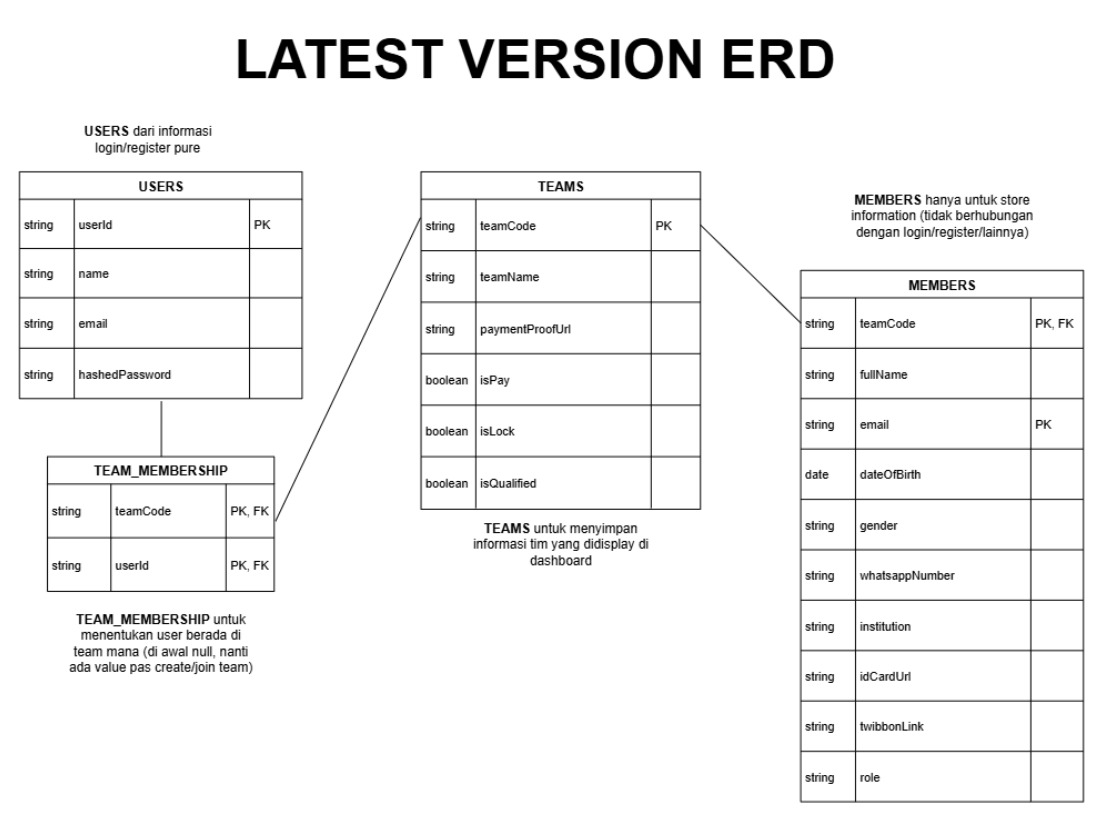 LATEST VERSION ERD
USERS dari informasi
login/register pure
USERS
string userId PK
string name
string email
string hashedPassword
TEAM_MEMBERSHIP
string teamCode PK, FK
string userId PK, FK
TEAM_MEMBERSHIP untuk
menentukan user berada di
team mana (di awal null, nanti
ada value pas create/join team)
TEAMS
string teamCode PK
string teamName
string paymentProofUrl
boolean isPay
boolean isLock
boolean isQualified
TEAMS untuk menyimpan
informasi tim yang didisplay di
dashboard
MEMBERS hanya untuk store
information (tidak berhubungan
dengan login/register/lainnya)
MEMBERS
string teamCode PK, FK
string fullName
string email PK
date dateOfBirth
string gender
string whatsappNumber
string institution
string idCardUrl
string twibbonLink
string role